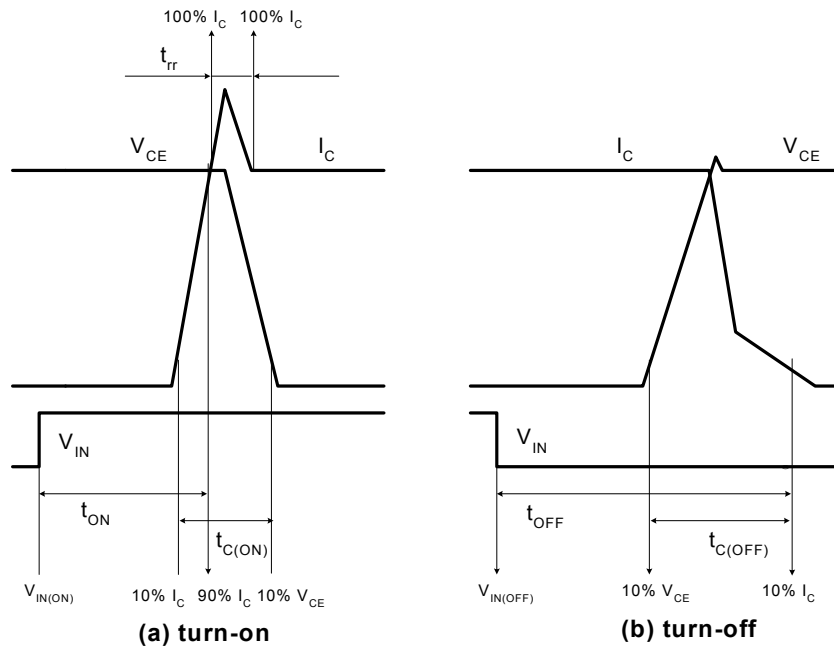 100% I_C 100% I_C
t_rr
V_CE I_C
V_IN
t_ON
t_C(ON)
V_IN(ON) 10% I_C 90% I_C 10% V_CE
(a) turn-on
I_C V_CE
V_IN
t_OFF
t_C(OFF)
V_IN(OFF) 10% V_CE 10% I_C
(b) turn-off